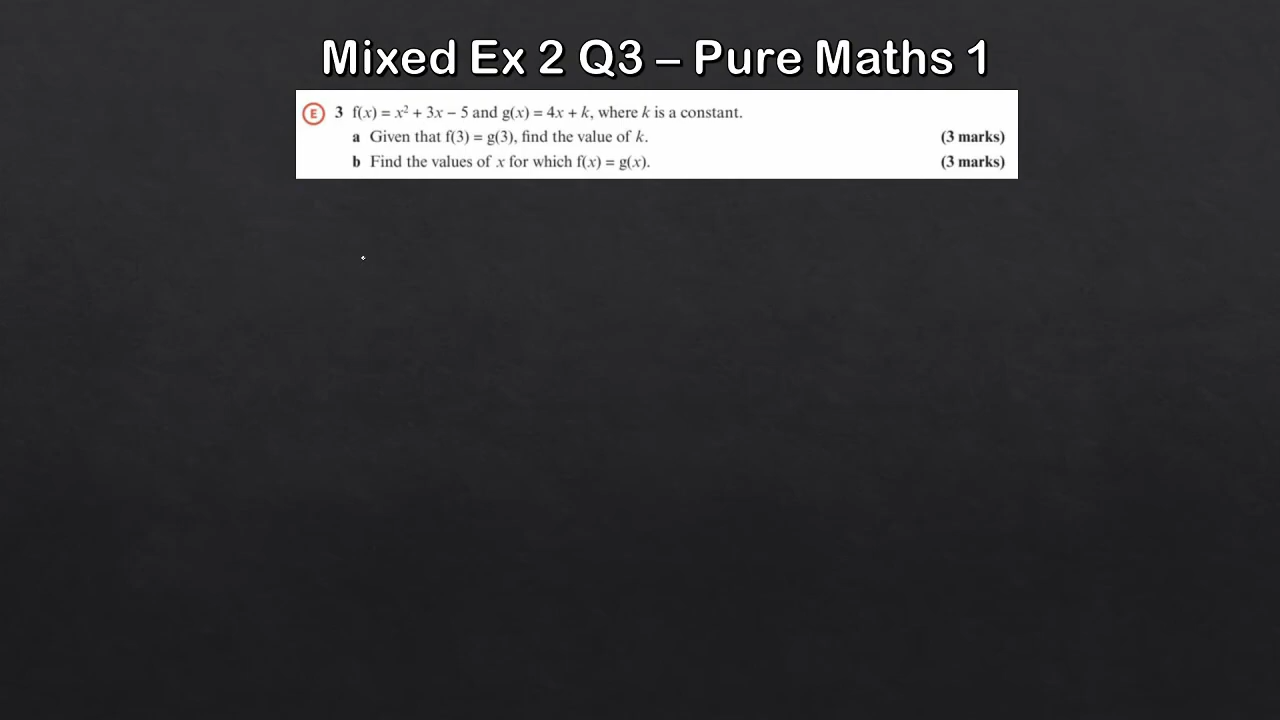 Mixed Ex 2 Q3 – Pure Maths 1
E 3 f(x) = x² + 3x − 5 and g(x) = 4x + k, where k is a constant.
a Given that f(3) = g(3), find the value of k. (3 marks)
b Find the values of x for which f(x) = g(x). (3 marks)